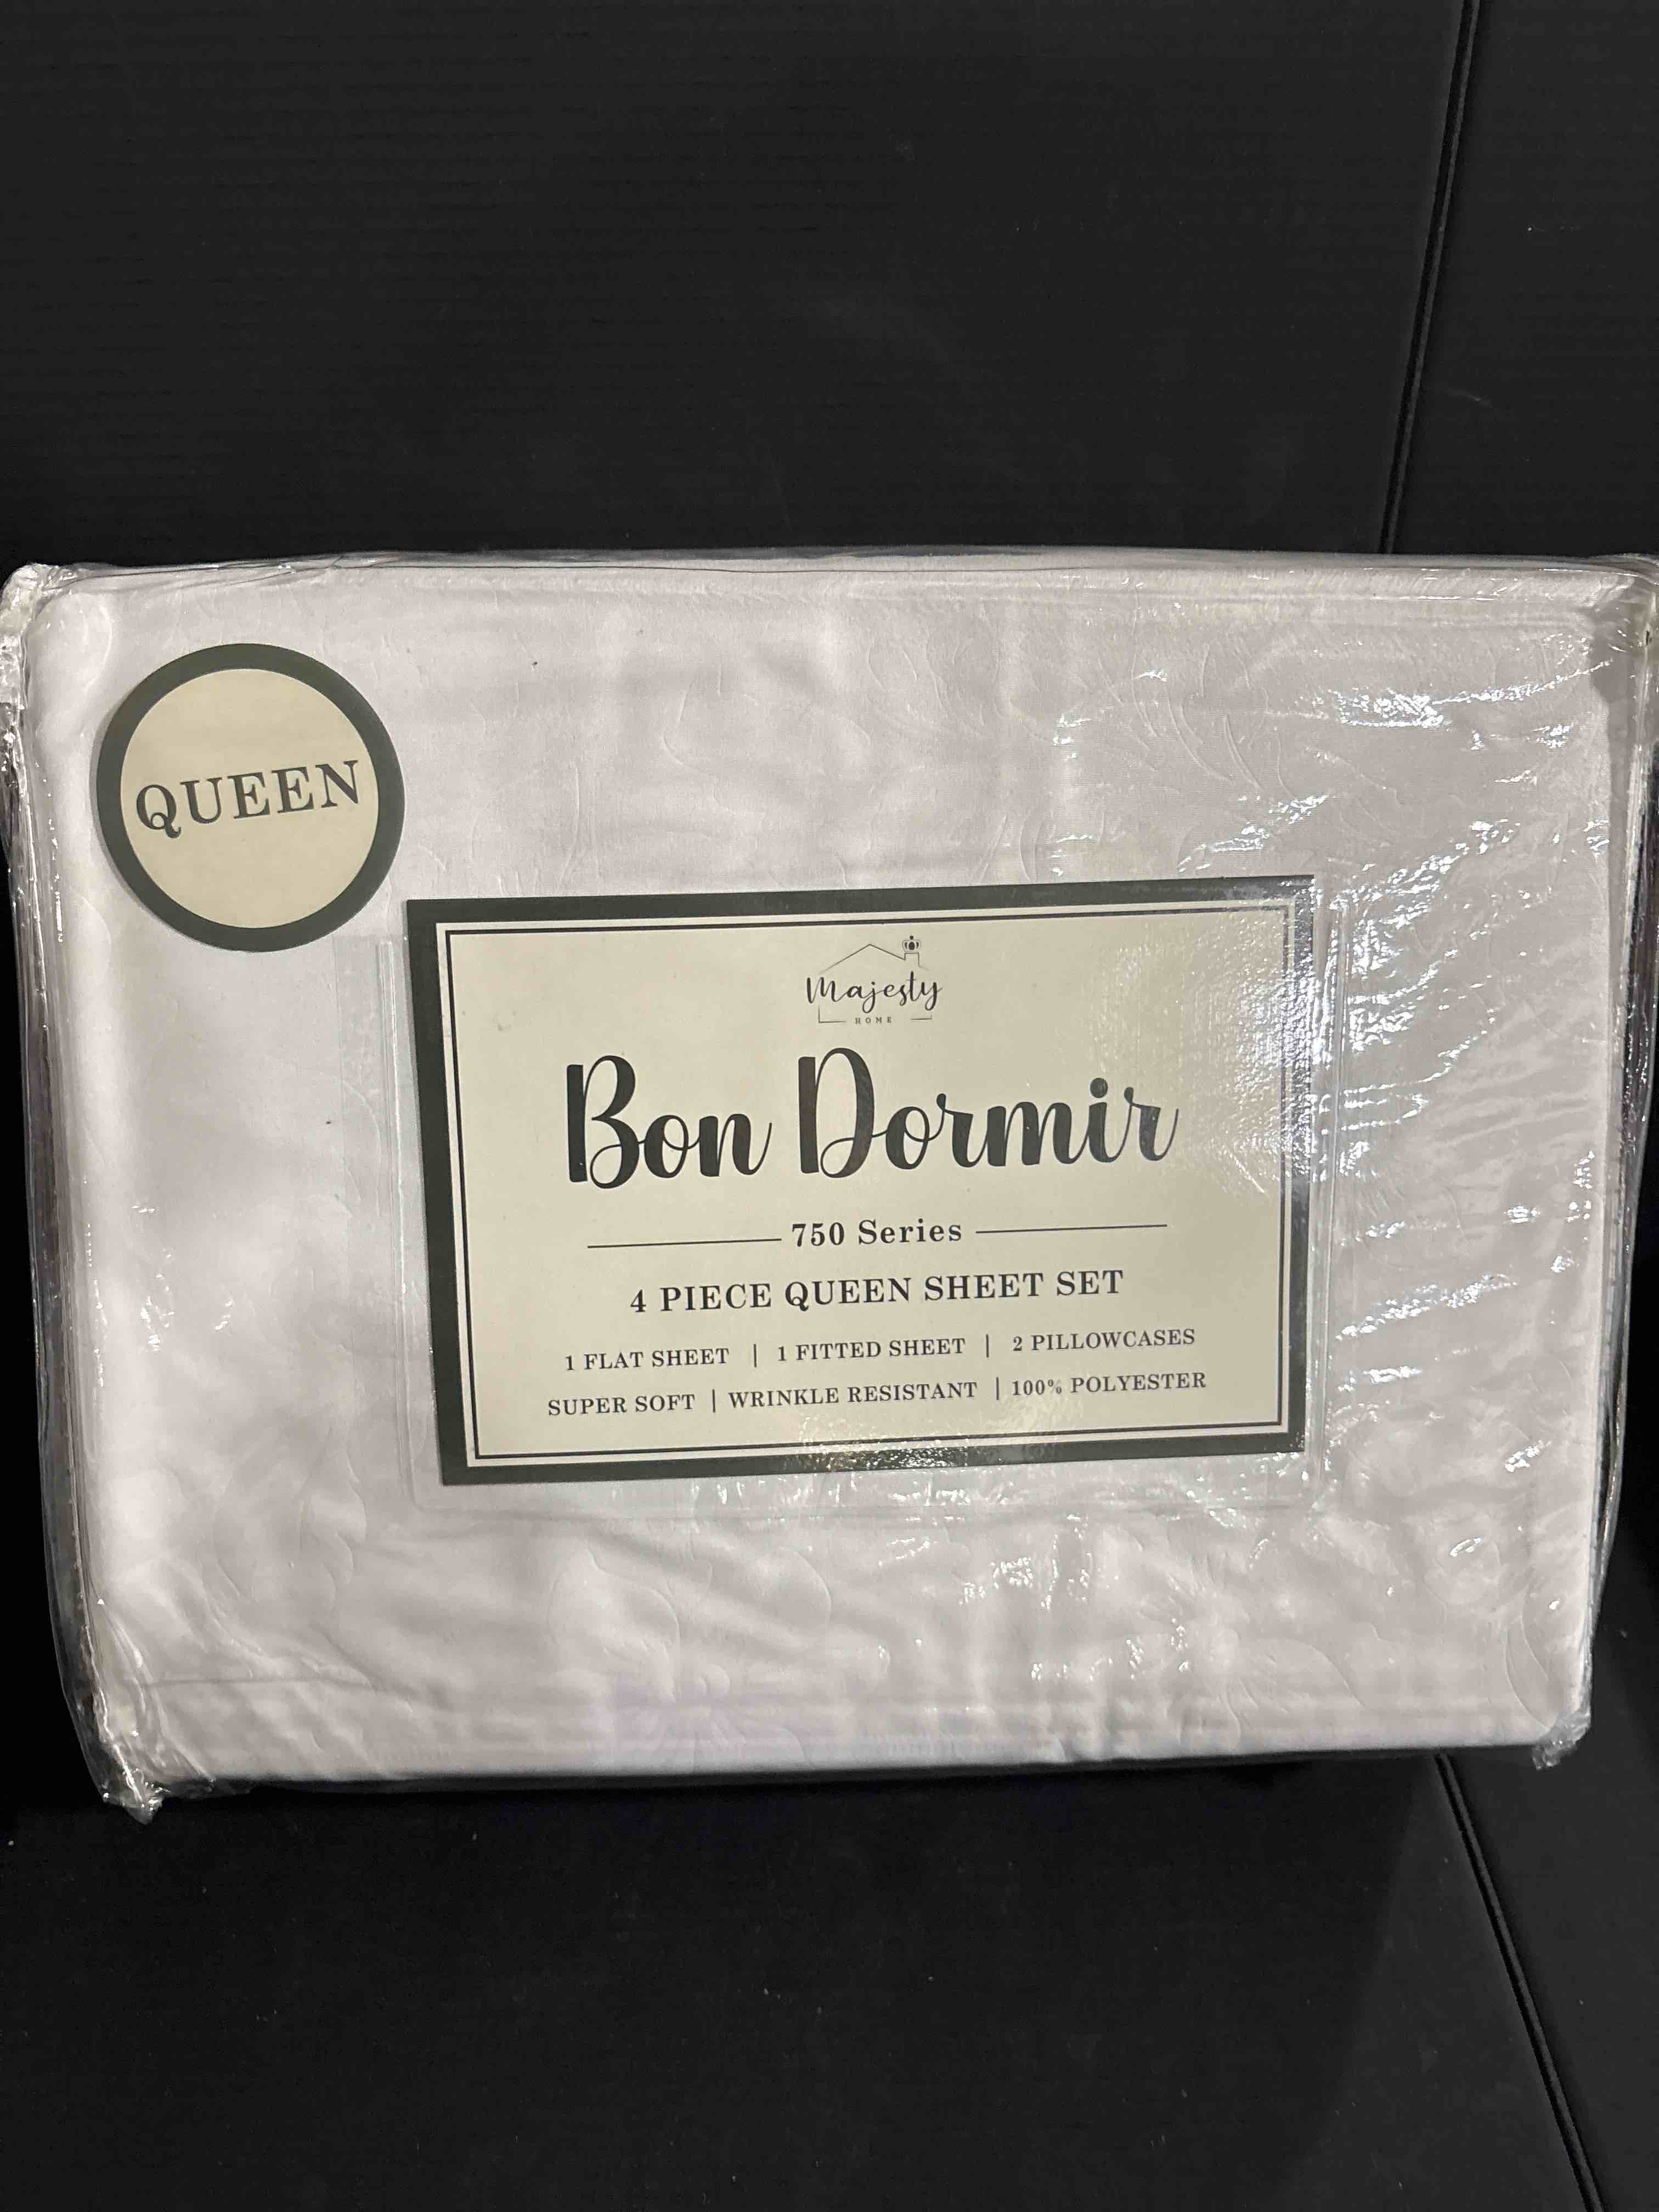 QUEEN
Majesty
HOME
Bon Dormir
750 Series
4 PIECE QUEEN SHEET SET
1 FLAT SHEET | 1 FITTED SHEET | 2 PILLOWCASES
SUPER SOFT | WRINKLE RESISTANT | 100% POLYESTER